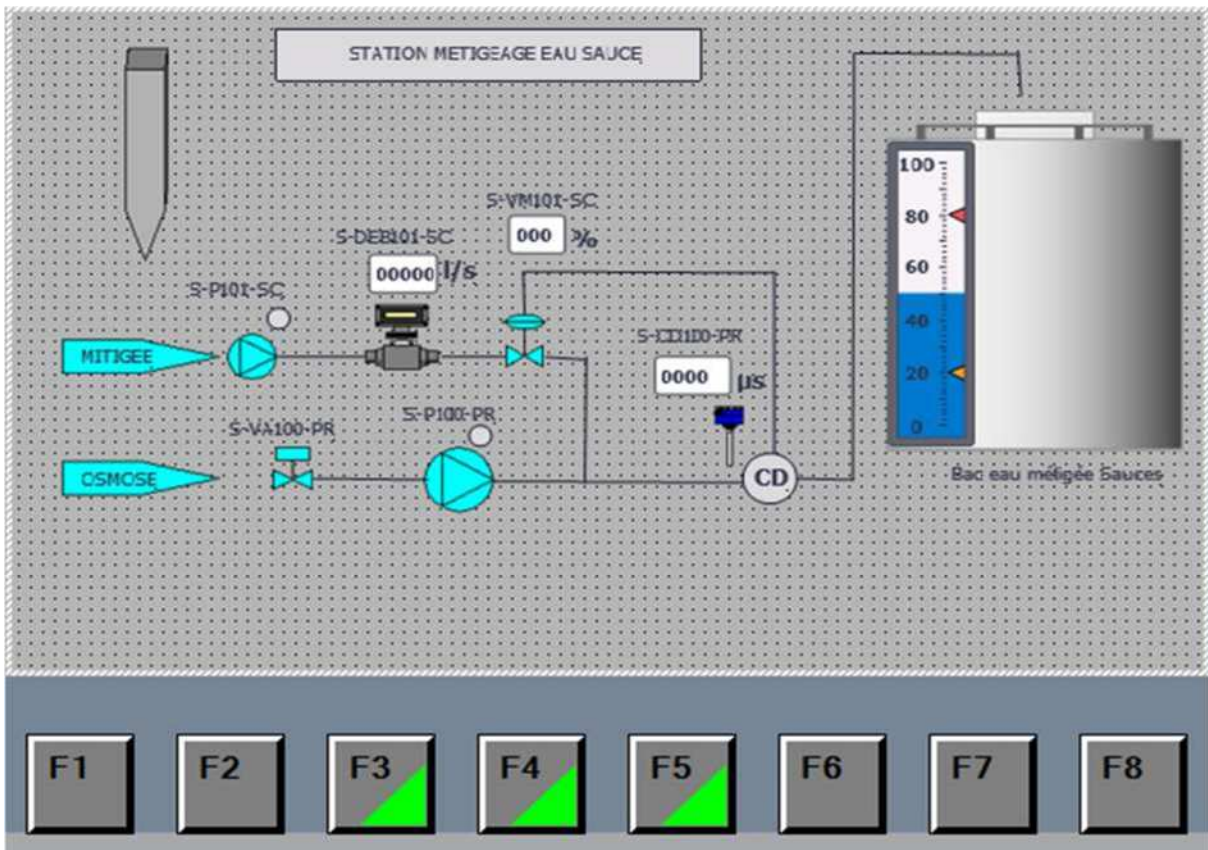 STATION METIGEAGE EAU SAUCE
S-VM101-SC
000 %
S-DEB101-SC
00000 l/s
S-P101-SC
MITIGEE
S-CD100-PR
0000 µs
S-P100-PR
S-VA100-PR
OSMOSE
CD
100
80
60
40
20
0
Bac eau métigée Sauces
F1 F2 F3 F4 F5 F6 F7 F8